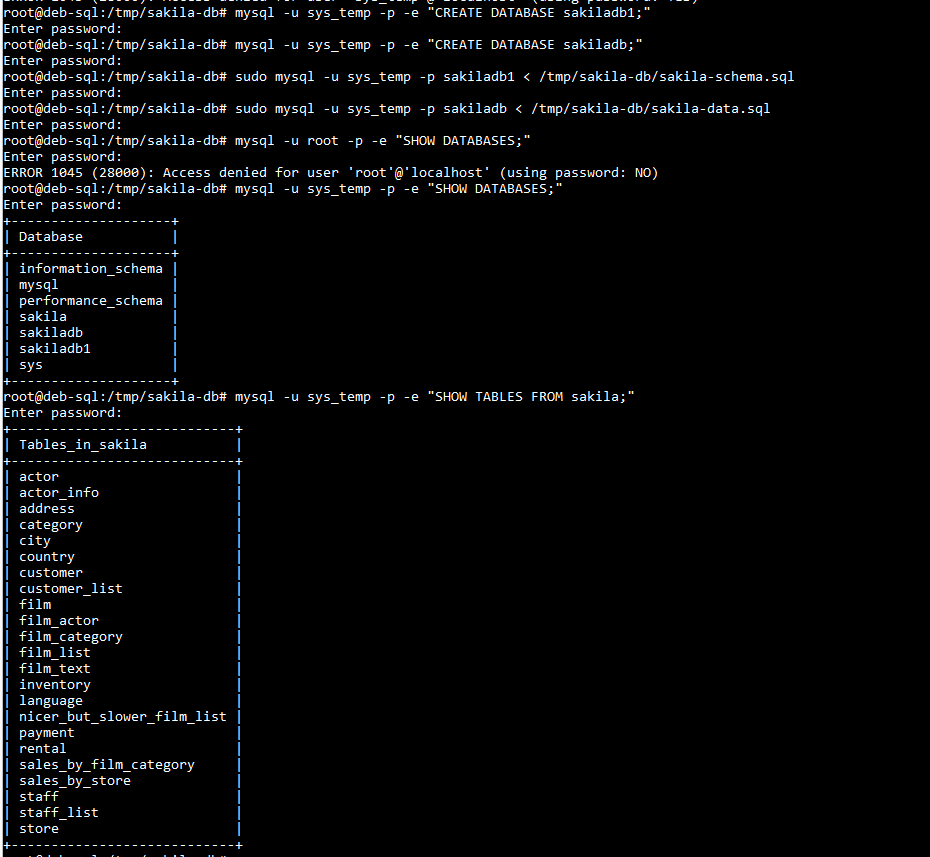 root@deb-sql:/tmp/sakila-db# mysql -u sys_temp -p -e "CREATE DATABASE sakiladb1;"
Enter password:
root@deb-sql:/tmp/sakila-db# mysql -u sys_temp -p -e "CREATE DATABASE sakiladb;"
Enter password:
root@deb-sql:/tmp/sakila-db# sudo mysql -u sys_temp -p sakiladb1 < /tmp/sakila-db/sakila-schema.sql
Enter password:
root@deb-sql:/tmp/sakila-db# sudo mysql -u sys_temp -p sakiladb < /tmp/sakila-db/sakila-data.sql
Enter password:
root@deb-sql:/tmp/sakila-db# mysql -u root -p -e "SHOW DATABASES;"
Enter password:
ERROR 1045 (28000): Access denied for user 'root'@'localhost' (using password: NO)
root@deb-sql:/tmp/sakila-db# mysql -u sys_temp -p -e "SHOW DATABASES;"
Enter password:
+--------------------+
| Database           |
+--------------------+
| information_schema |
| mysql              |
| performance_schema |
| sakila             |
| sakiladb           |
| sakiladb1          |
| sys                |
+--------------------+
root@deb-sql:/tmp/sakila-db# mysql -u sys_temp -p -e "SHOW TABLES FROM sakila;"
Enter password:
+----------------------------+
| Tables_in_sakila           |
+----------------------------+
| actor                      |
| actor_info                 |
| address                    |
| category                   |
| city                       |
| country                    |
| customer                   |
| customer_list              |
| film                       |
| film_actor                 |
| film_category              |
| film_list                  |
| film_text                  |
| inventory                  |
| language                   |
| nicer_but_slower_film_list |
| payment                    |
| rental                     |
| sales_by_film_category     |
| sales_by_store             |
| staff                      |
| staff_list                 |
| store                      |
+----------------------------+